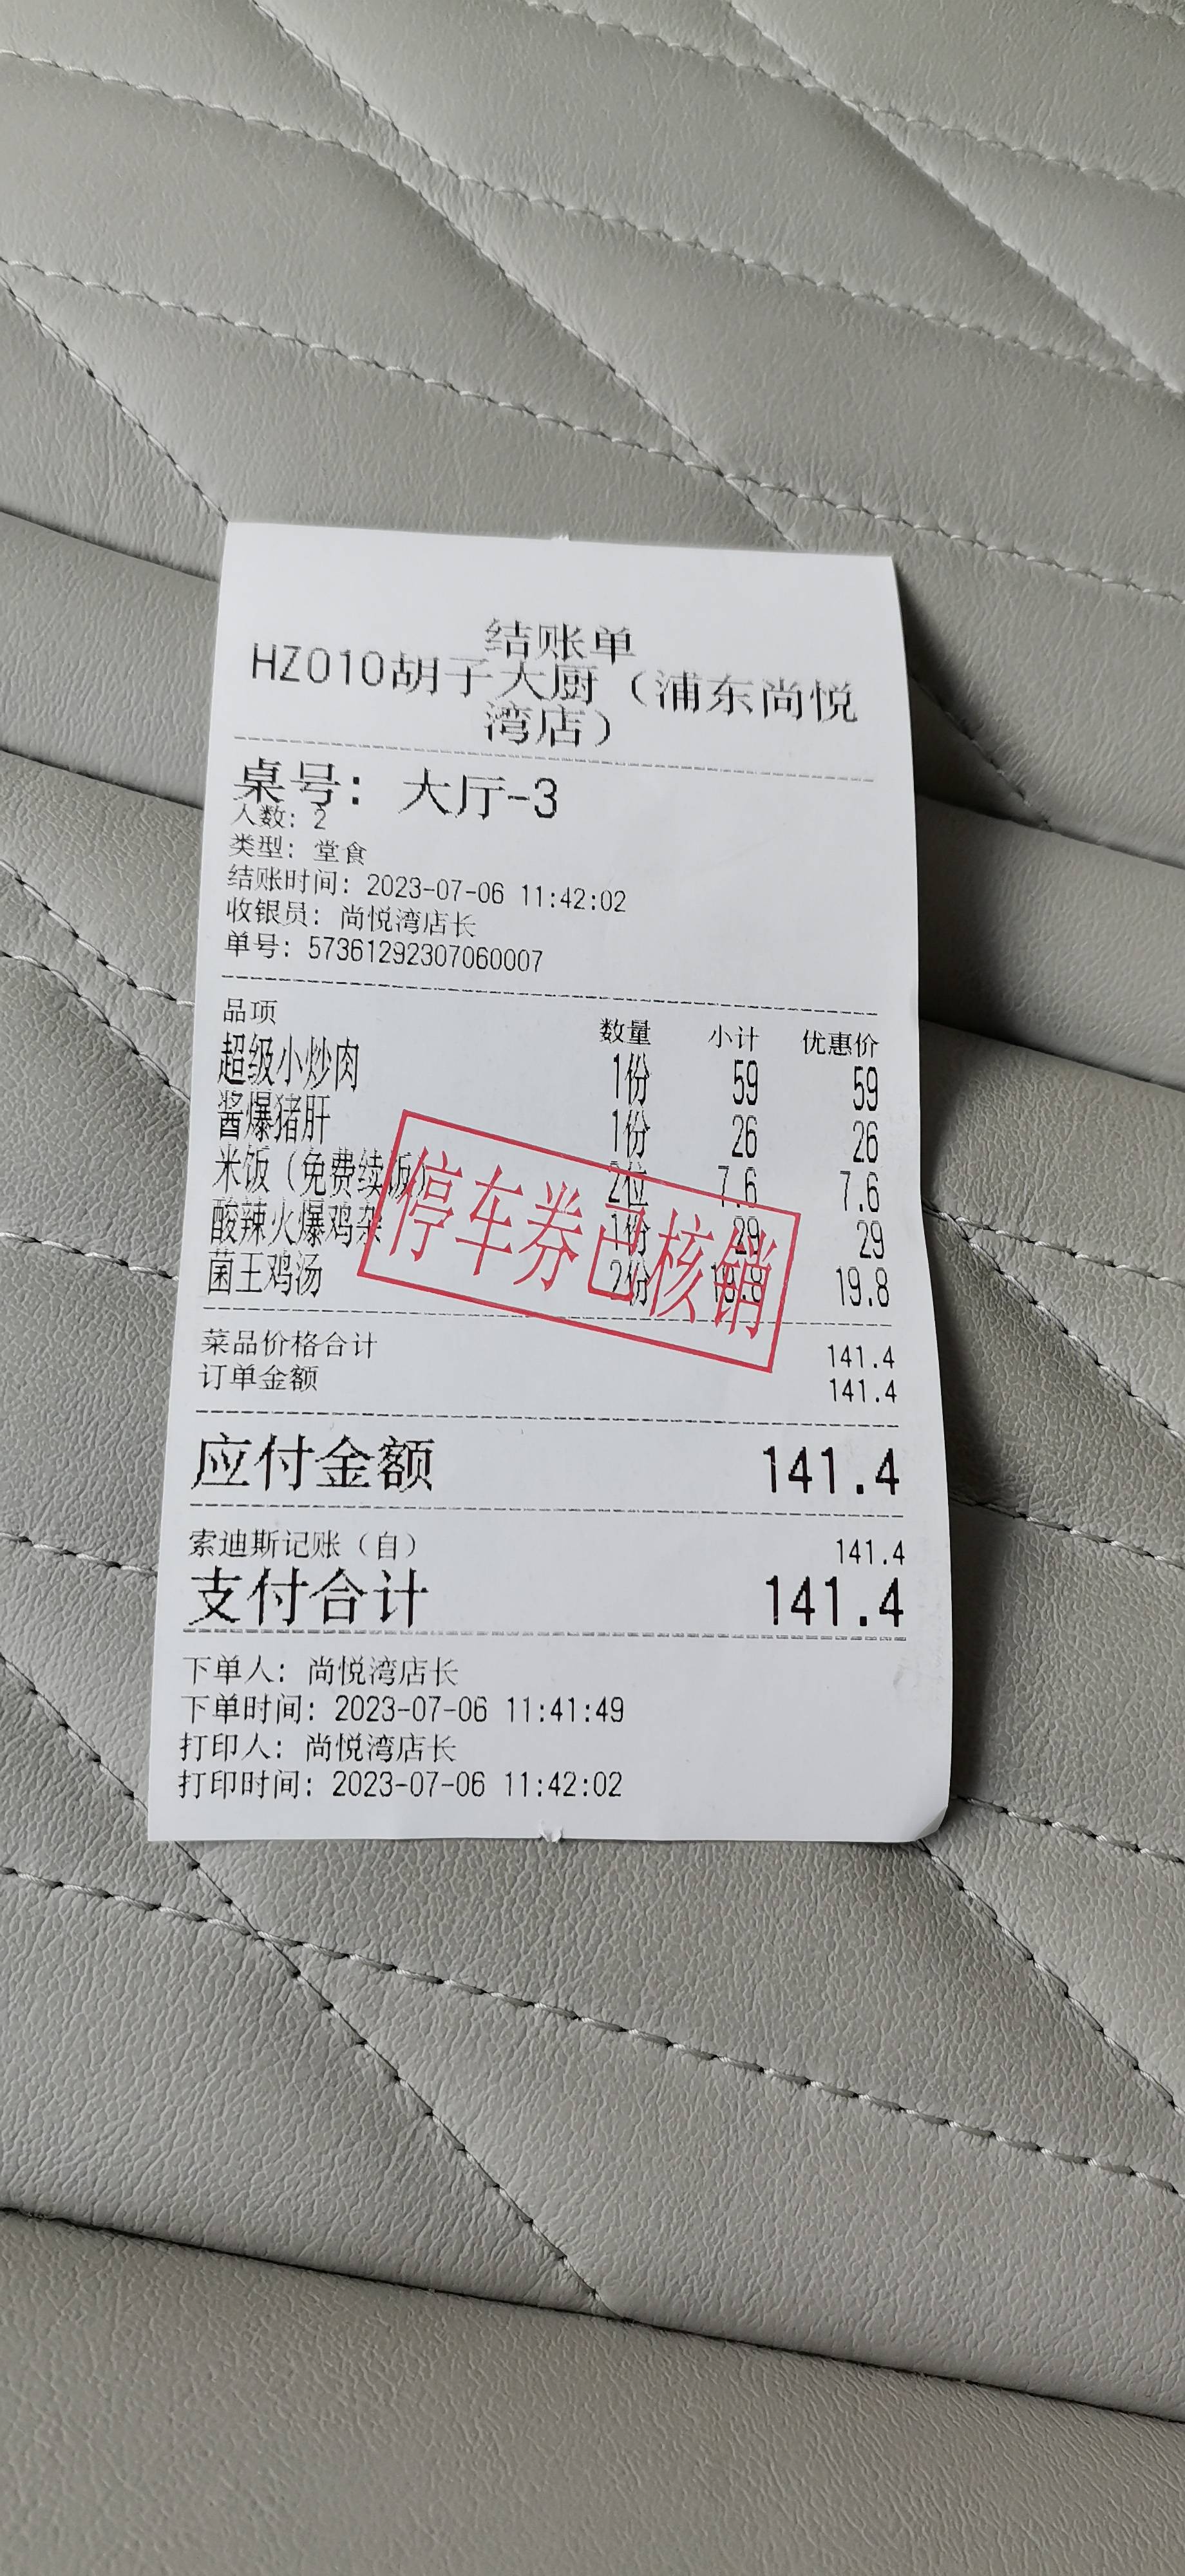 结账单
HZ010胡子大厨（浦东尚悦
湾店）
桌号：大厅-3
人数：2
类型：堂食
结账时间：2023-07-06 11:42:02
收银员：尚悦湾店长
单号：57361292307060007
品项 数量 小计 优惠价
超级小炒肉 1份 59 59
酱爆猪肝 1份 26 26
米饭（免费续饭） 2位 7.6 7.6
酸辣火爆鸡杂 1份 29 29
菌王鸡汤 2份 19.8 19.8
停车券已核销
菜品价格合计 141.4
订单金额 141.4
应付金额 141.4
索迪斯记账（自） 141.4
支付合计 141.4
下单人：尚悦湾店长
下单时间：2023-07-06 11:41:49
打印人：尚悦湾店长
打印时间：2023-07-06 11:42:02